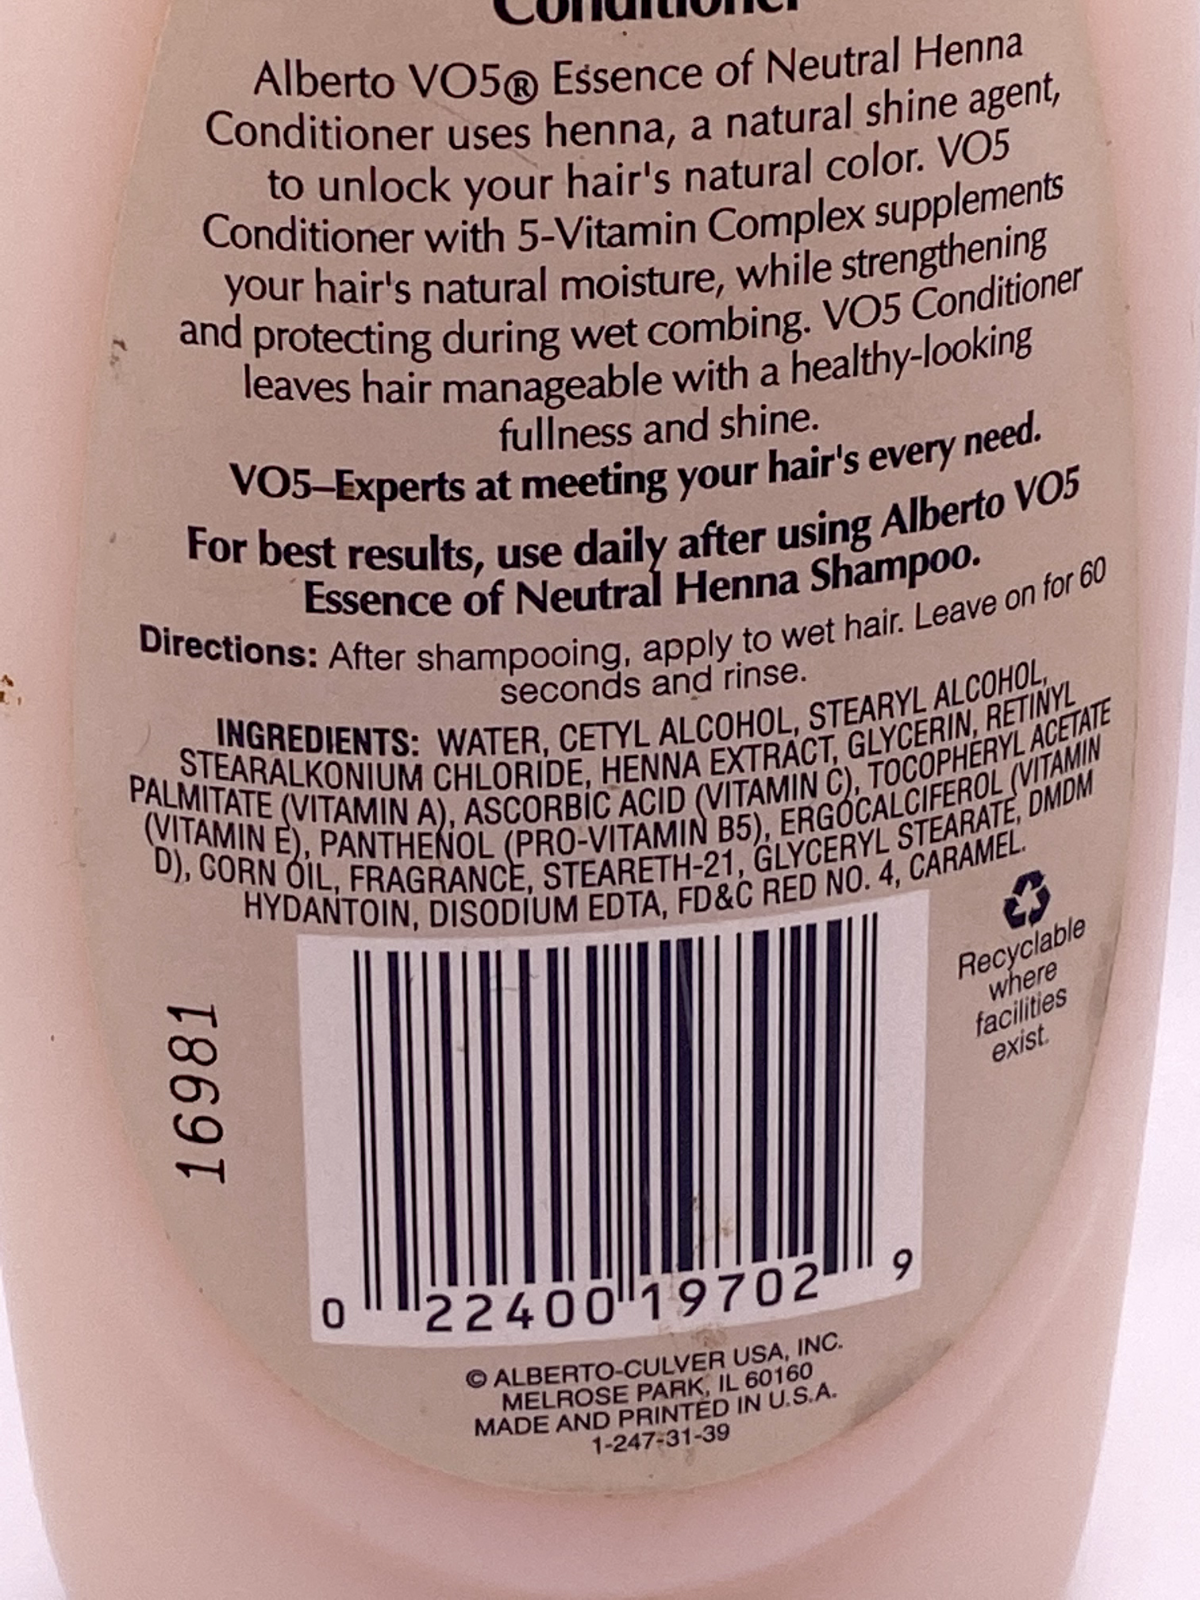 Conditioner
Alberto VO5® Essence of Neutral Henna
Conditioner uses henna, a natural shine agent,
to unlock your hair's natural color. VO5
Conditioner with 5-Vitamin Complex supplements
your hair's natural moisture, while strengthening
and protecting during wet combing. VO5 Conditioner
leaves hair manageable with a healthy-looking
fullness and shine.
VO5–Experts at meeting your hair's every need.
For best results, use daily after using Alberto VO5
Essence of Neutral Henna Shampoo.
Directions: After shampooing, apply to wet hair. Leave on for 60
seconds and rinse.
INGREDIENTS: WATER, CETYL ALCOHOL, STEARYL ALCOHOL,
STEARALKONIUM CHLORIDE, HENNA EXTRACT, GLYCERIN, RETINYL
PALMITATE (VITAMIN A), ASCORBIC ACID (VITAMIN C), TOCOPHERYL ACETATE
(VITAMIN E), PANTHENOL (PRO-VITAMIN B5), ERGOCALCIFEROL (VITAMIN
D), CORN OIL, FRAGRANCE, STEARETH-21, GLYCERYL STEARATE, DMDM
HYDANTOIN, DISODIUM EDTA, FD&C RED NO. 4, CARAMEL.
Recyclable
where
facilities
exist.
16981
0 22400 19702 9
© ALBERTO-CULVER USA, INC.
MELROSE PARK, IL 60160
MADE AND PRINTED IN U.S.A.
1-247-31-39